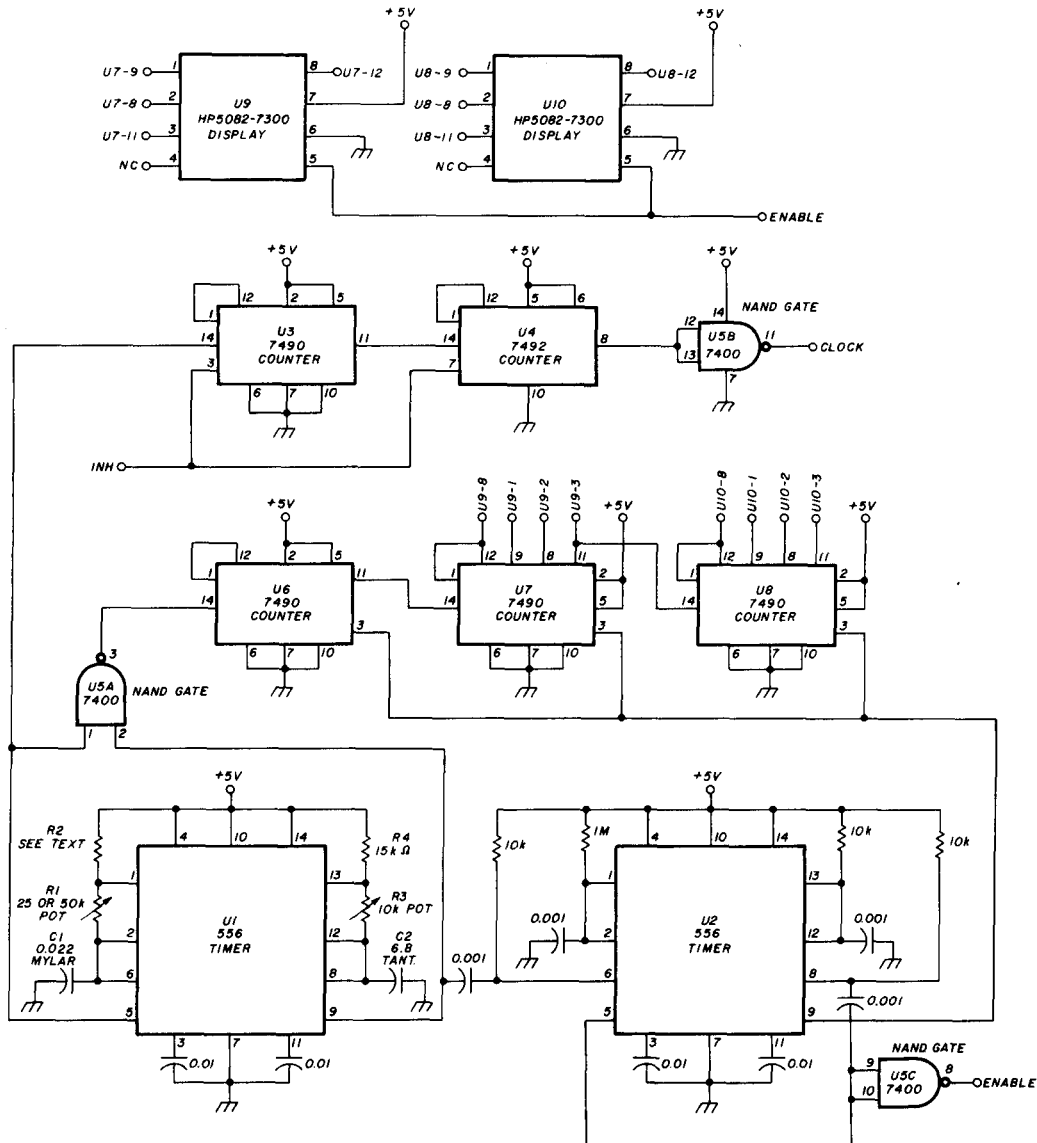 +5V
+5V
U7-9 1 8 U7-12
U8-9 1 8 U8-12
U9
HP5082-7300
DISPLAY
U10
HP5082-7300
DISPLAY
U7-8 2 7
U8-8 2 7
U7-11 3 6
U8-11 3 6
NC 4 5
NC 4 5
ENABLE
+5V
+5V
+5V
12 2 5
12 5 6
14
NAND GATE
1
1
U3
7490
COUNTER
U4
7492
COUNTER
12
U5B
7400
11
CLOCK
14
11
14
8
13
3
7
7
6 7 10
10
INH
U9-8
U9-1
U9-2
U9-3
U10-8
U10-1
U10-2
U10-3
+5V
+5V
+5V
12 2 5
12 9 8 11
12 9 8 11
1
11
1
2
1
2
U6
7490
COUNTER
U7
7490
COUNTER
U8
7490
COUNTER
14
14
5
14
5
3
3
3
6 7 10
6 7 10
6 7 10
3
U5A
7400
NAND GATE
1 2
+5V
+5V
4 10 14
4 10 14
R2
SEE TEXT
R4
15k Ω
10k
1M
10k
10k
1
13
1
13
R1
25 OR 50k
POT
R3
10k POT
U1
556
TIMER
U2
556
TIMER
2
12
2
12
C1
0.022
MYLAR
C2
6.8
TANT.
0.001
0.001
0.001
6
8
6
8
0.001
5
9
5
9
3 7 11
3 7 11
0.01
0.01
0.01
0.01
NAND GATE
9
10
U5C
7400
8
ENABLE